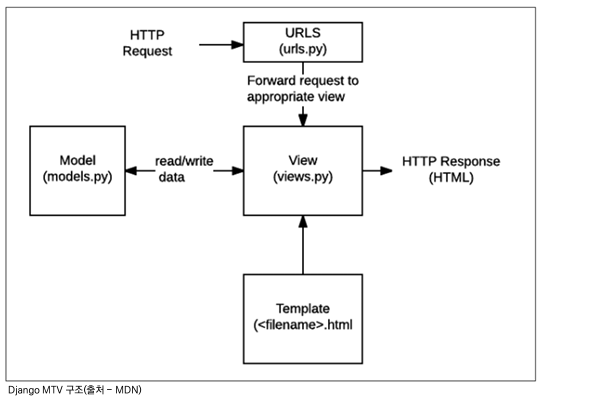 HTTP
Request
URLS
(urls.py)
Forward request to
appropriate view
Model
(models.py)
read/write
data
View
(views.py)
HTTP Response
(HTML)
Template
(<filename>.html
Django MTV 구조(출처 - MDN)